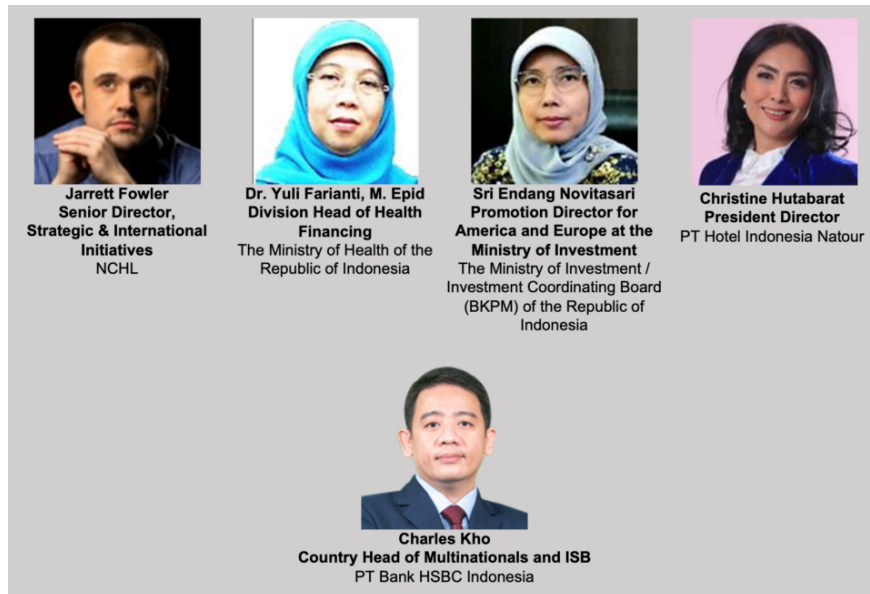 Jarrett Fowler
Senior Director,
Strategic & International
Initiatives
NCHL
Dr. Yuli Farianti, M. Epid
Division Head of Health
Financing
The Ministry of Health of the
Republic of Indonesia
Sri Endang Novitasari
Promotion Director for
America and Europe at the
Ministry of Investment
The Ministry of Investment /
Investment Coordinating Board
(BKPM) of the Republic of
Indonesia
Christine Hutabarat
President Director
PT Hotel Indonesia Natour
Charles Kho
Country Head of Multinationals and ISB
PT Bank HSBC Indonesia